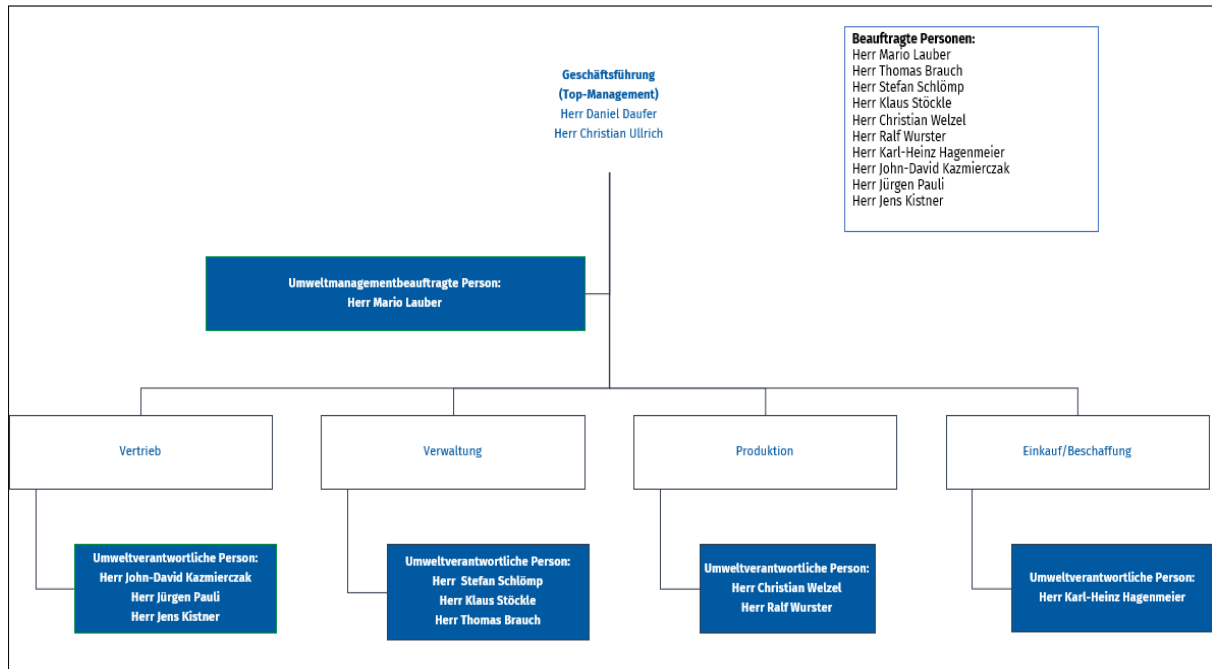 Beauftragte Personen:
Herr Mario Lauber
Herr Thomas Brauch
Herr Stefan Schlömp
Herr Klaus Stöckle
Herr Christian Welzel
Herr Ralf Wurster
Herr Karl-Heinz Hagenmeier
Herr John-David Kazmierczak
Herr Jürgen Pauli
Herr Jens Kistner
Geschäftsführung
(Top-Management)
Herr Daniel Daufer
Herr Christian Ullrich
Umweltmanagementbeauftragte Person:
Herr Mario Lauber
Vertrieb
Verwaltung
Produktion
Einkauf/Beschaffung
Umweltverantwortliche Person:
Herr John-David Kazmierczak
Herr Jürgen Pauli
Herr Jens Kistner
Umweltverantwortliche Person:
Herr Stefan Schlömp
Herr Klaus Stöckle
Herr Thomas Brauch
Umweltverantwortliche Person:
Herr Christian Welzel
Herr Ralf Wurster
Umweltverantwortliche Person:
Herr Karl-Heinz Hagenmeier